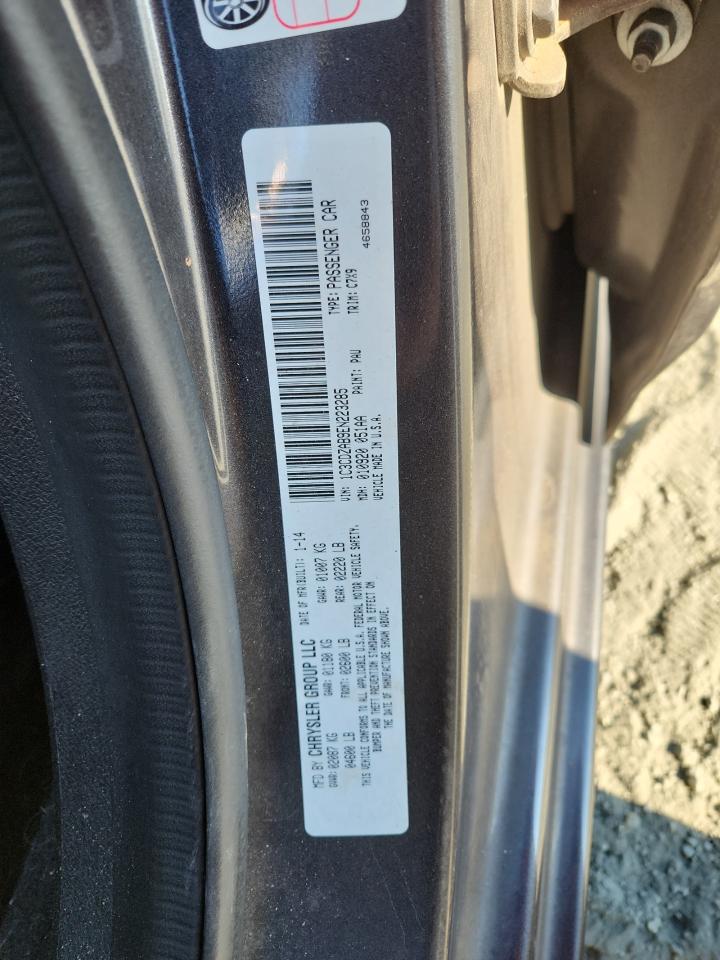 MFD BY CHRYSLER GROUP LLC DATE OF MFR(BUILT): 1-14
GVWR: 02087 KG GAWR: 01180 KG GAWR: 01007 KG
04600 LB FRONT: 02600 LB REAR: 02220 LB
THIS VEHICLE CONFORMS TO ALL APPLICABLE U.S.A. FEDERAL MOTOR VEHICLE SAFETY,
BUMPER AND THEFT PREVENTION STANDARDS IN EFFECT ON
THE DATE OF MANUFACTURE SHOWN ABOVE.
VIN: 1C3CDZAB9EN223285 TYPE: PASSENGER CAR
MDH: 010920 051AA PAINT: PAU TRIM: C7X9
VEHICLE MADE IN U.S.A. 4658843